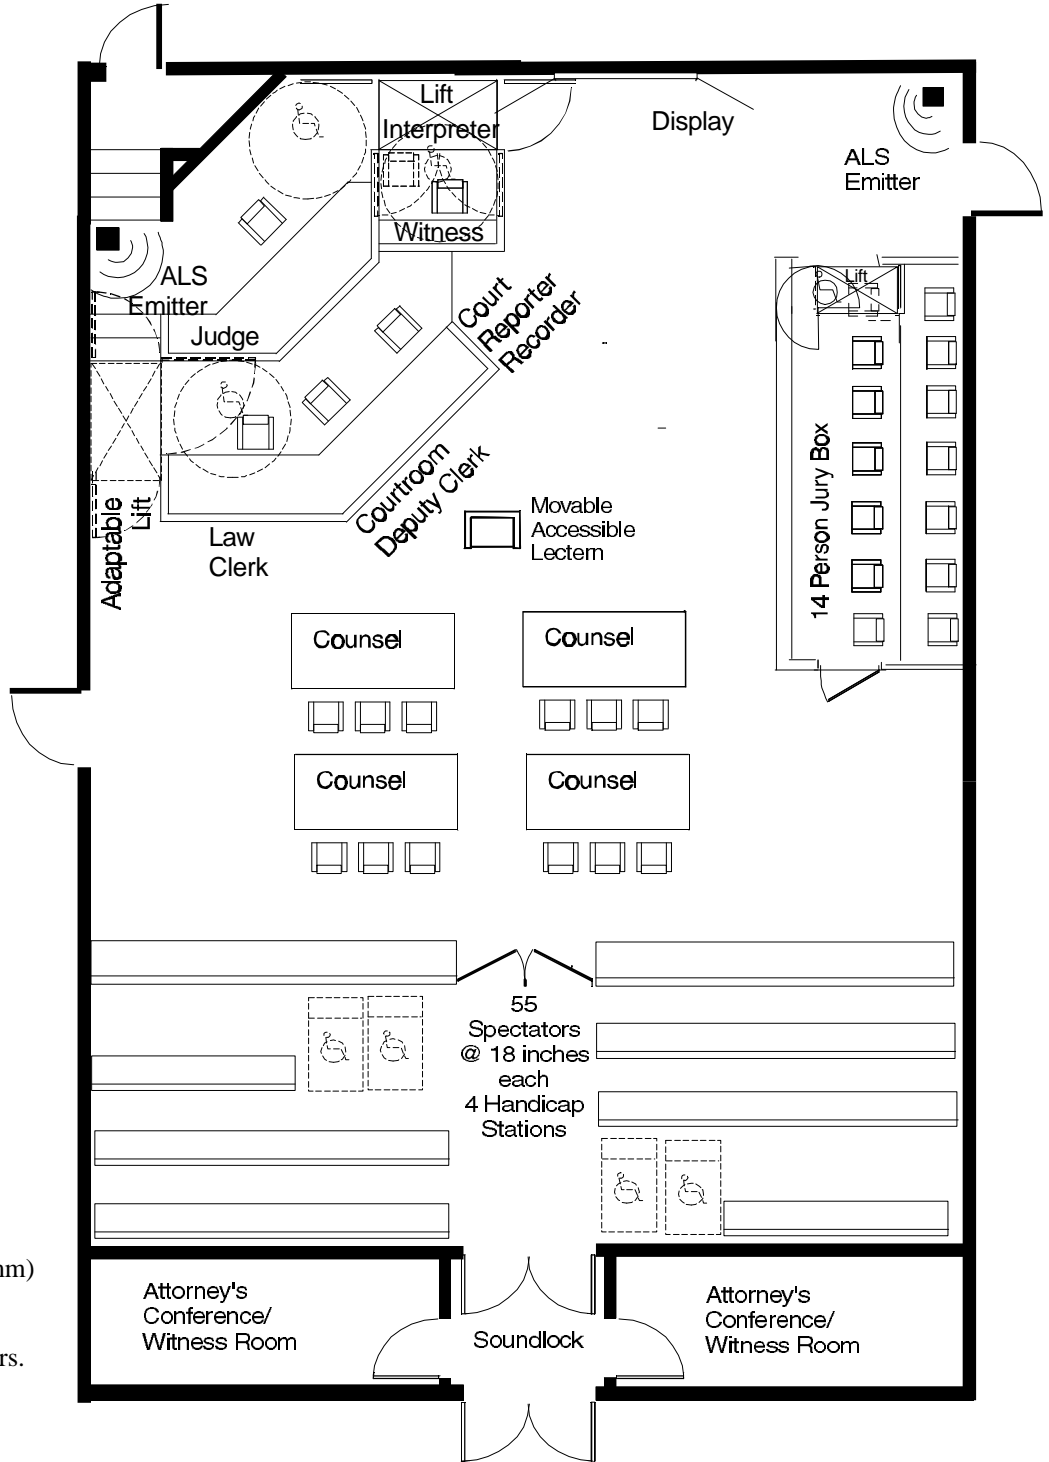 Lift
Interpreter
Witness
Display
ALS
Emitter
ALS
Emitter
Judge
Court
Reporter
Recorder
Lift
14 Person Jury Box
Courtroom
Deputy Clerk
Adaptable
Lift
Law
Clerk
Movable
Accessible
Lectern
Counsel
Counsel
Counsel
Counsel
55
Spectators
@ 18 inches
each
4 Handicap
Stations
Attorney's
Conference/
Witness Room
Soundlock
Attorney's
Conference/
Witness Room